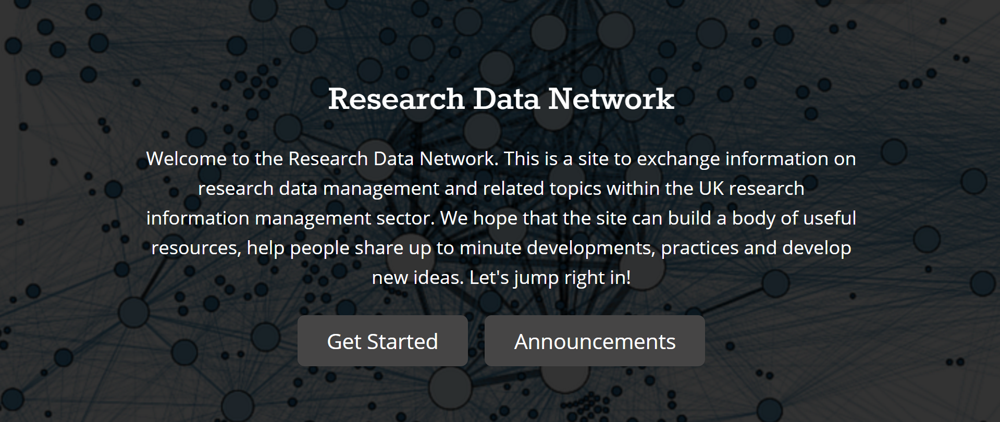 Research Data Network
Welcome to the Research Data Network. This is a site to exchange information on
research data management and related topics within the UK research
information management sector. We hope that the site can build a body of useful
resources, help people share up to minute developments, practices and develop
new ideas. Let's jump right in!
Get Started
Announcements